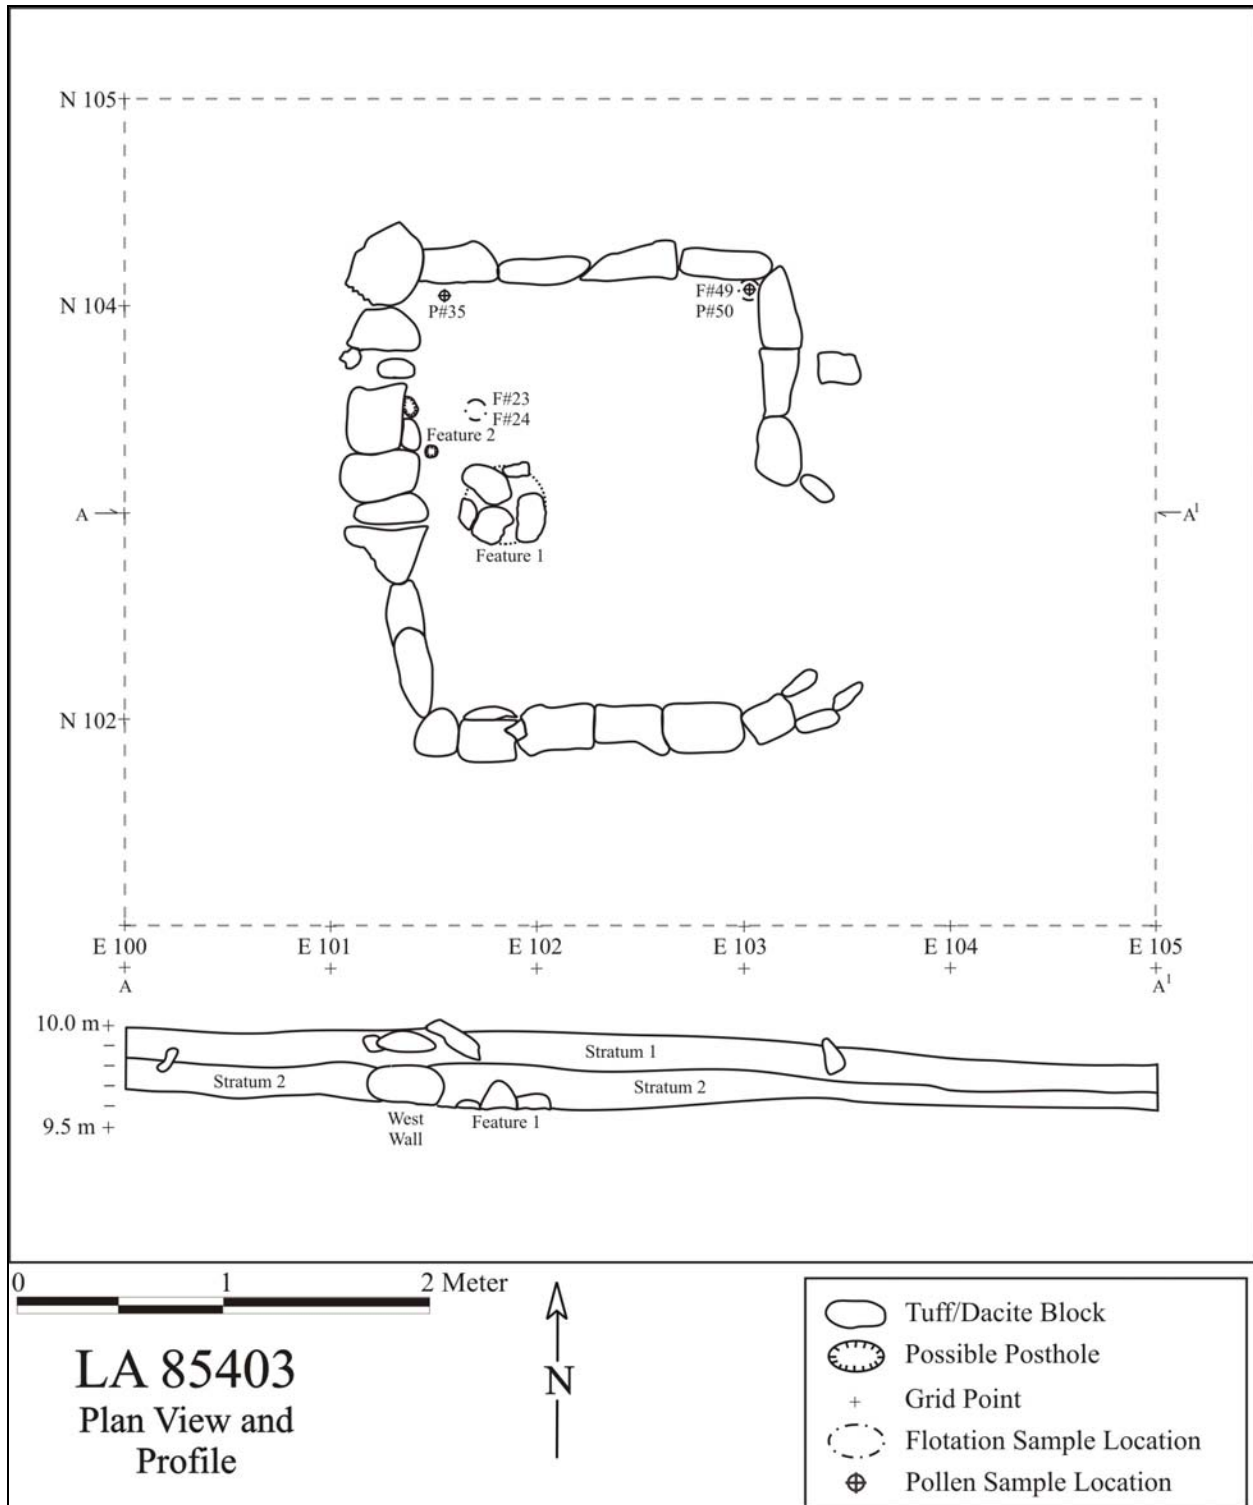 N 105
N 104
P#35
F#49
P#50
F#23
F#24
Feature 2
A
A¹
Feature 1
N 102
E 100
E 101
E 102
E 103
E 104
E 105
A
A¹
10.0 m
Stratum 1
Stratum 2
Stratum 2
9.5 m
West
Wall
Feature 1
0 1 2 Meter
LA 85403
Plan View and
Profile
N
Tuff/Dacite Block
Possible Posthole
Grid Point
Flotation Sample Location
Pollen Sample Location